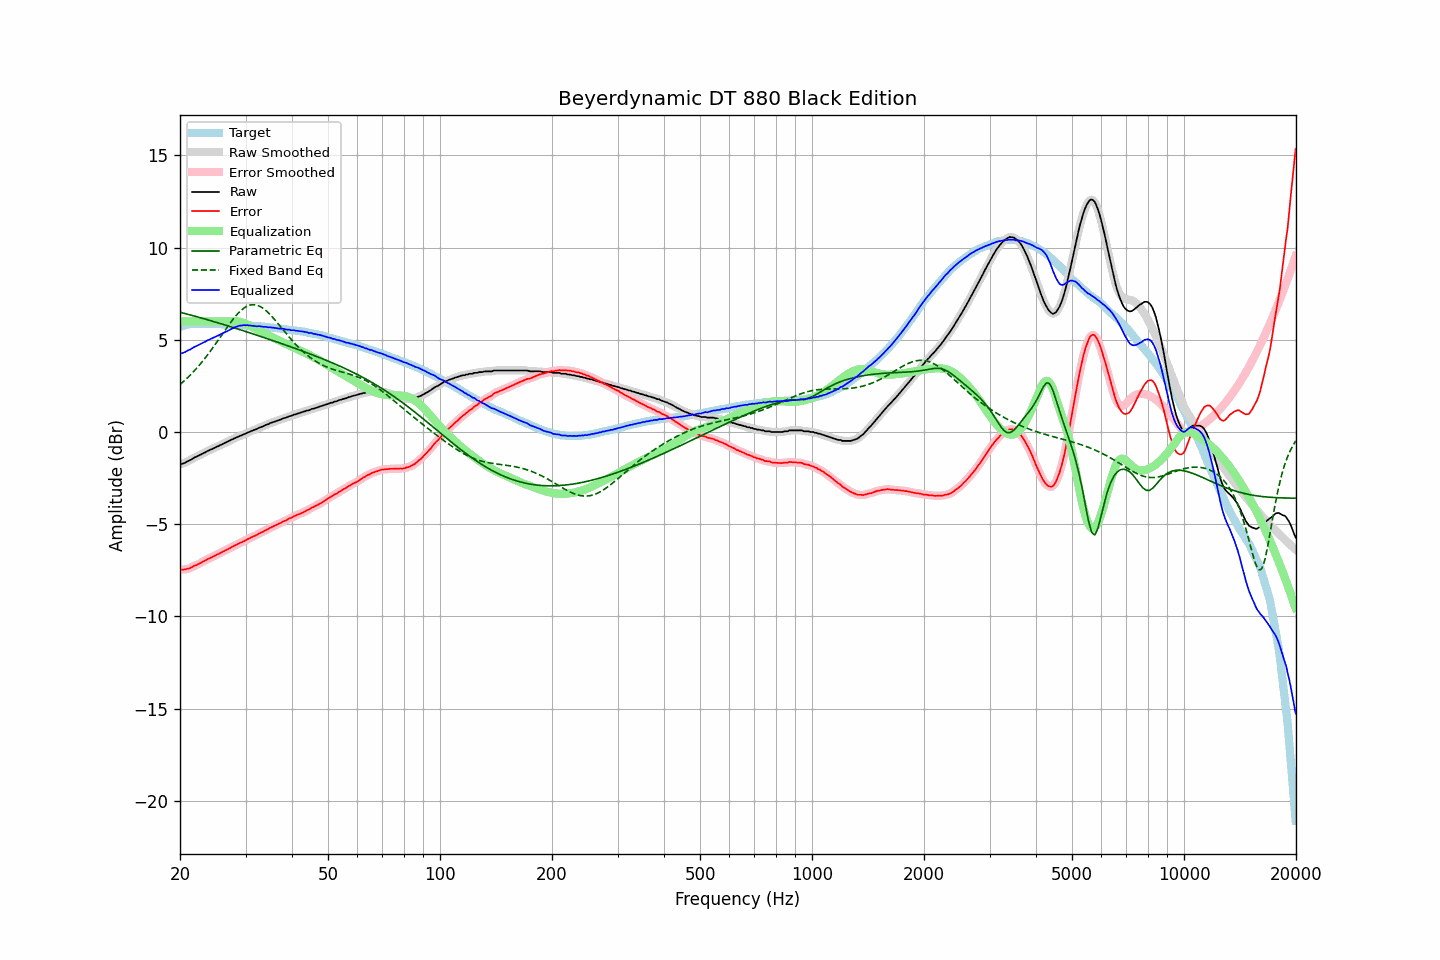 Beyerdynamic DT 880 Black Edition
Target
Raw Smoothed
Error Smoothed
Raw
Error
Equalization
Parametric Eq
Fixed Band Eq
Equalized
Amplitude (dBr)
15
10
5
0
−5
−10
−15
−20
20 50 100 200 500 1000 2000 5000 10000 20000
Frequency (Hz)